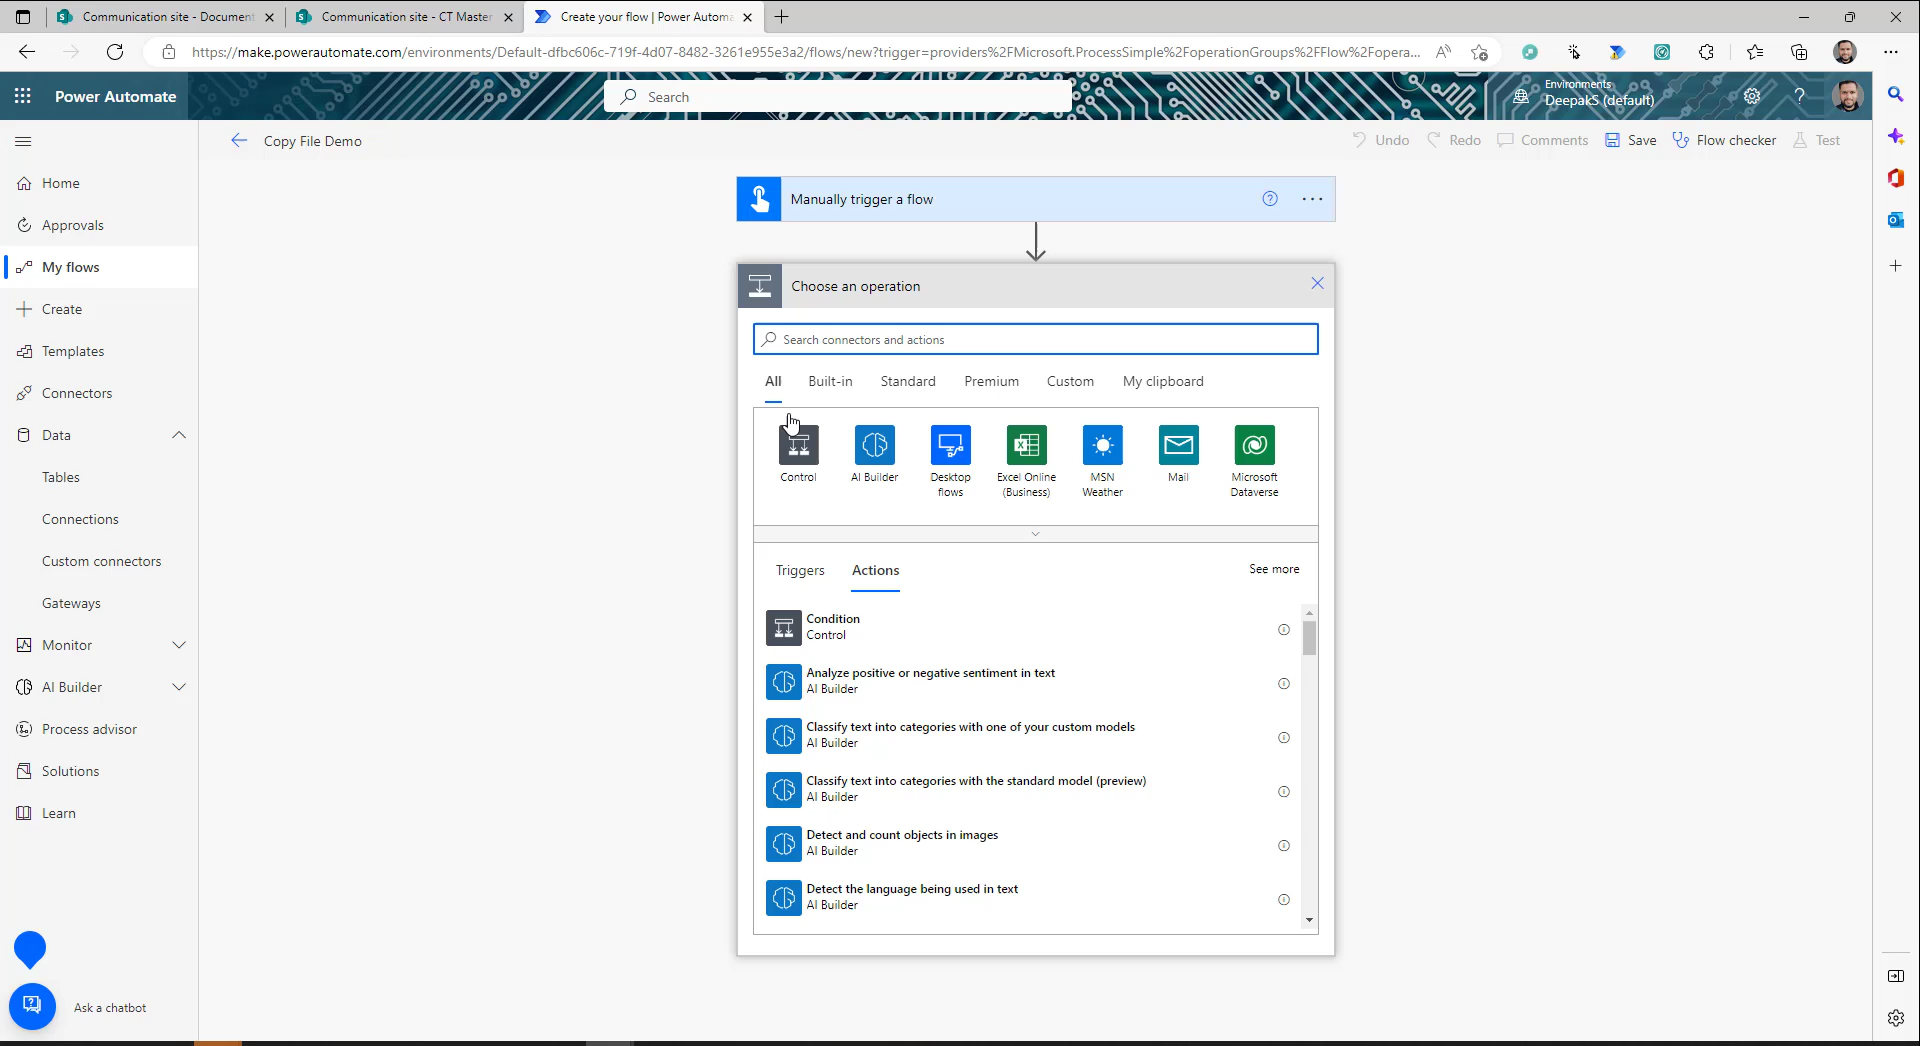 Communication site - Document
Communication site - CT Master
Create your flow | Power Automa
https://make.powerautomate.com/environments/Default-dfbc606c-719f-4d07-8482-3261e955e3a2/flows/new?trigger=providers%2FMicrosoft.ProcessSimple%2FoperationGroups%2FFlow%2Fopera...
Power Automate
Search
Environments
DeepakS (default)
Copy File Demo
Undo
Redo
Comments
Save
Flow checker
Test
Home
Approvals
My flows
Create
Templates
Connectors
Data
Tables
Connections
Custom connectors
Gateways
Monitor
AI Builder
Process advisor
Solutions
Learn
Ask a chatbot
Manually trigger a flow
Choose an operation
Search connectors and actions
All
Built-in
Standard
Premium
Custom
My clipboard
Control
AI Builder
Desktop
flows
Excel Online
(Business)
MSN
Weather
Mail
Microsoft
Dataverse
Triggers
Actions
See more
Condition
Control
Analyze positive or negative sentiment in text
AI Builder
Classify text into categories with one of your custom models
AI Builder
Classify text into categories with the standard model (preview)
AI Builder
Detect and count objects in images
AI Builder
Detect the language being used in text
AI Builder